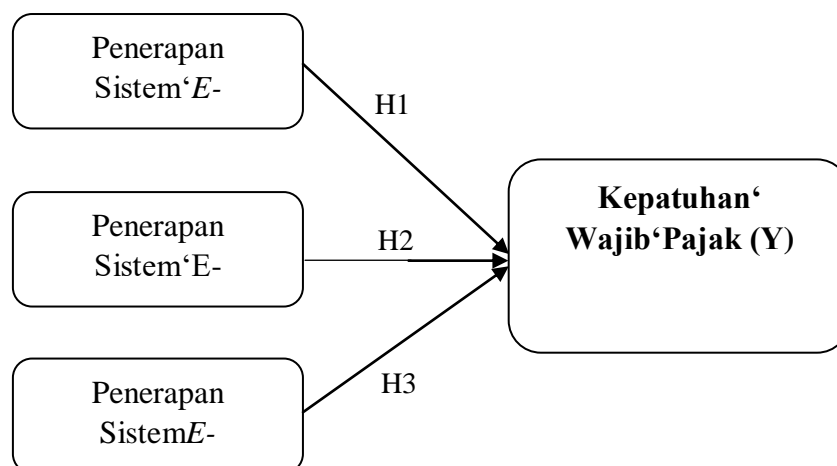 Penerapan
Sistem‘E-
H1
Penerapan
Sistem‘E-
H2
Penerapan
SistemE-
H3
Kepatuhan‘
Wajib‘Pajak (Y)